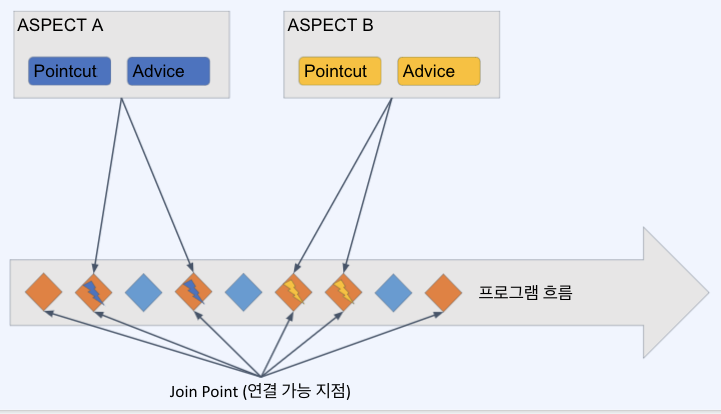 ASPECT A
ASPECT B
Pointcut
Advice
Pointcut
Advice
프로그램 흐름
Join Point (연결 가능 지점)